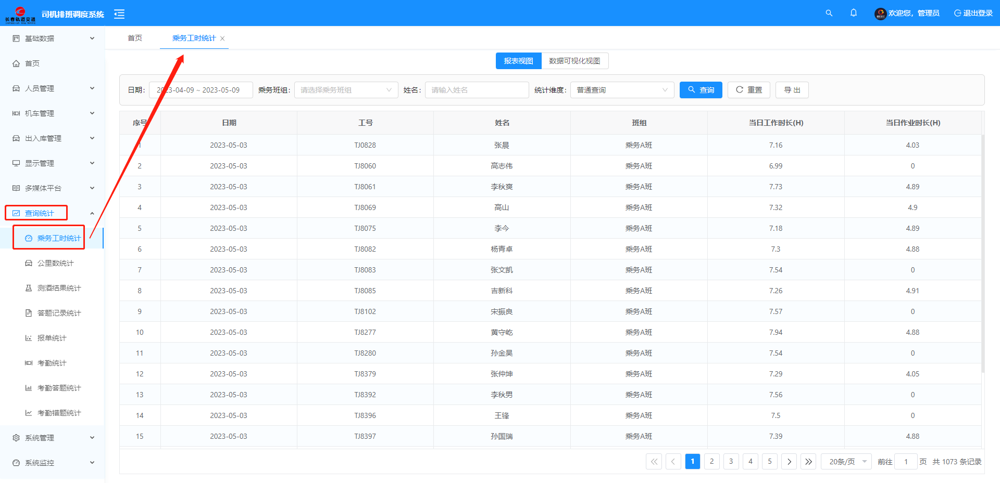 长春轨道交通
司机排班调度系统
欢迎您，管理员
退出登录
基础数据
首页
人员管理
机车管理
出入库管理
显示管理
多媒体平台
查询统计
乘务工时统计
公里数统计
测酒结果统计
答题记录统计
报单统计
考勤统计
考勤答题统计
考勤错题统计
系统管理
系统监控
首页 乘务工时统计
报表视图 数据可视化视图
日期： 2023-04-09 ~ 2023-05-09 乘务班组： 请选择乘务班组 姓名： 请输入姓名 统计维度： 普通查询 查询 重置 导出
序号 日期 工号 姓名 班组 当日工作时长(H) 当日作业时长(H)
1 2023-05-03 TJ0828 张晨 乘务A班 7.16 4.03
2 2023-05-03 TJ8060 高志伟 乘务A班 6.99 0
3 2023-05-03 TJ8061 李秋爽 乘务A班 7.73 4.89
4 2023-05-03 TJ8069 高山 乘务A班 7.32 4.9
5 2023-05-03 TJ8075 李今 乘务A班 7.18 4.89
6 2023-05-03 TJ8082 杨青卓 乘务A班 7.3 4.88
7 2023-05-03 TJ8083 张文凯 乘务A班 7.54 0
8 2023-05-03 TJ8085 吉新科 乘务A班 7.26 4.91
9 2023-05-03 TJ8102 宋振良 乘务A班 7.57 0
10 2023-05-03 TJ8277 黄守屹 乘务A班 7.94 4.88
11 2023-05-03 TJ8280 孙金昊 乘务A班 7.54 0
12 2023-05-03 TJ8379 张仲坤 乘务A班 7.29 4.05
13 2023-05-03 TJ8392 李秋男 乘务A班 7.56 0
14 2023-05-03 TJ8396 王锋 乘务A班 7.5 0
15 2023-05-03 TJ8397 孙国瑞 乘务A班 7.39 4.88
1 2 3 4 5 20条/页 前往 1 页 共 1073 条记录